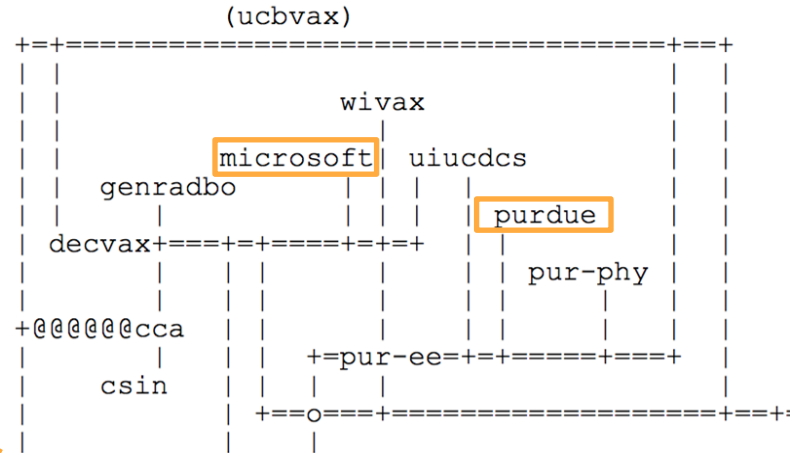 (ucbvax)
wivax
microsoft uiucdcs
genradbo
purdue
decvax+===+=+====+=+=+
pur-phy
+@@@@@@cca
+=pur-ee=+=+=====+===+
csin
+==o====+===================+==+=